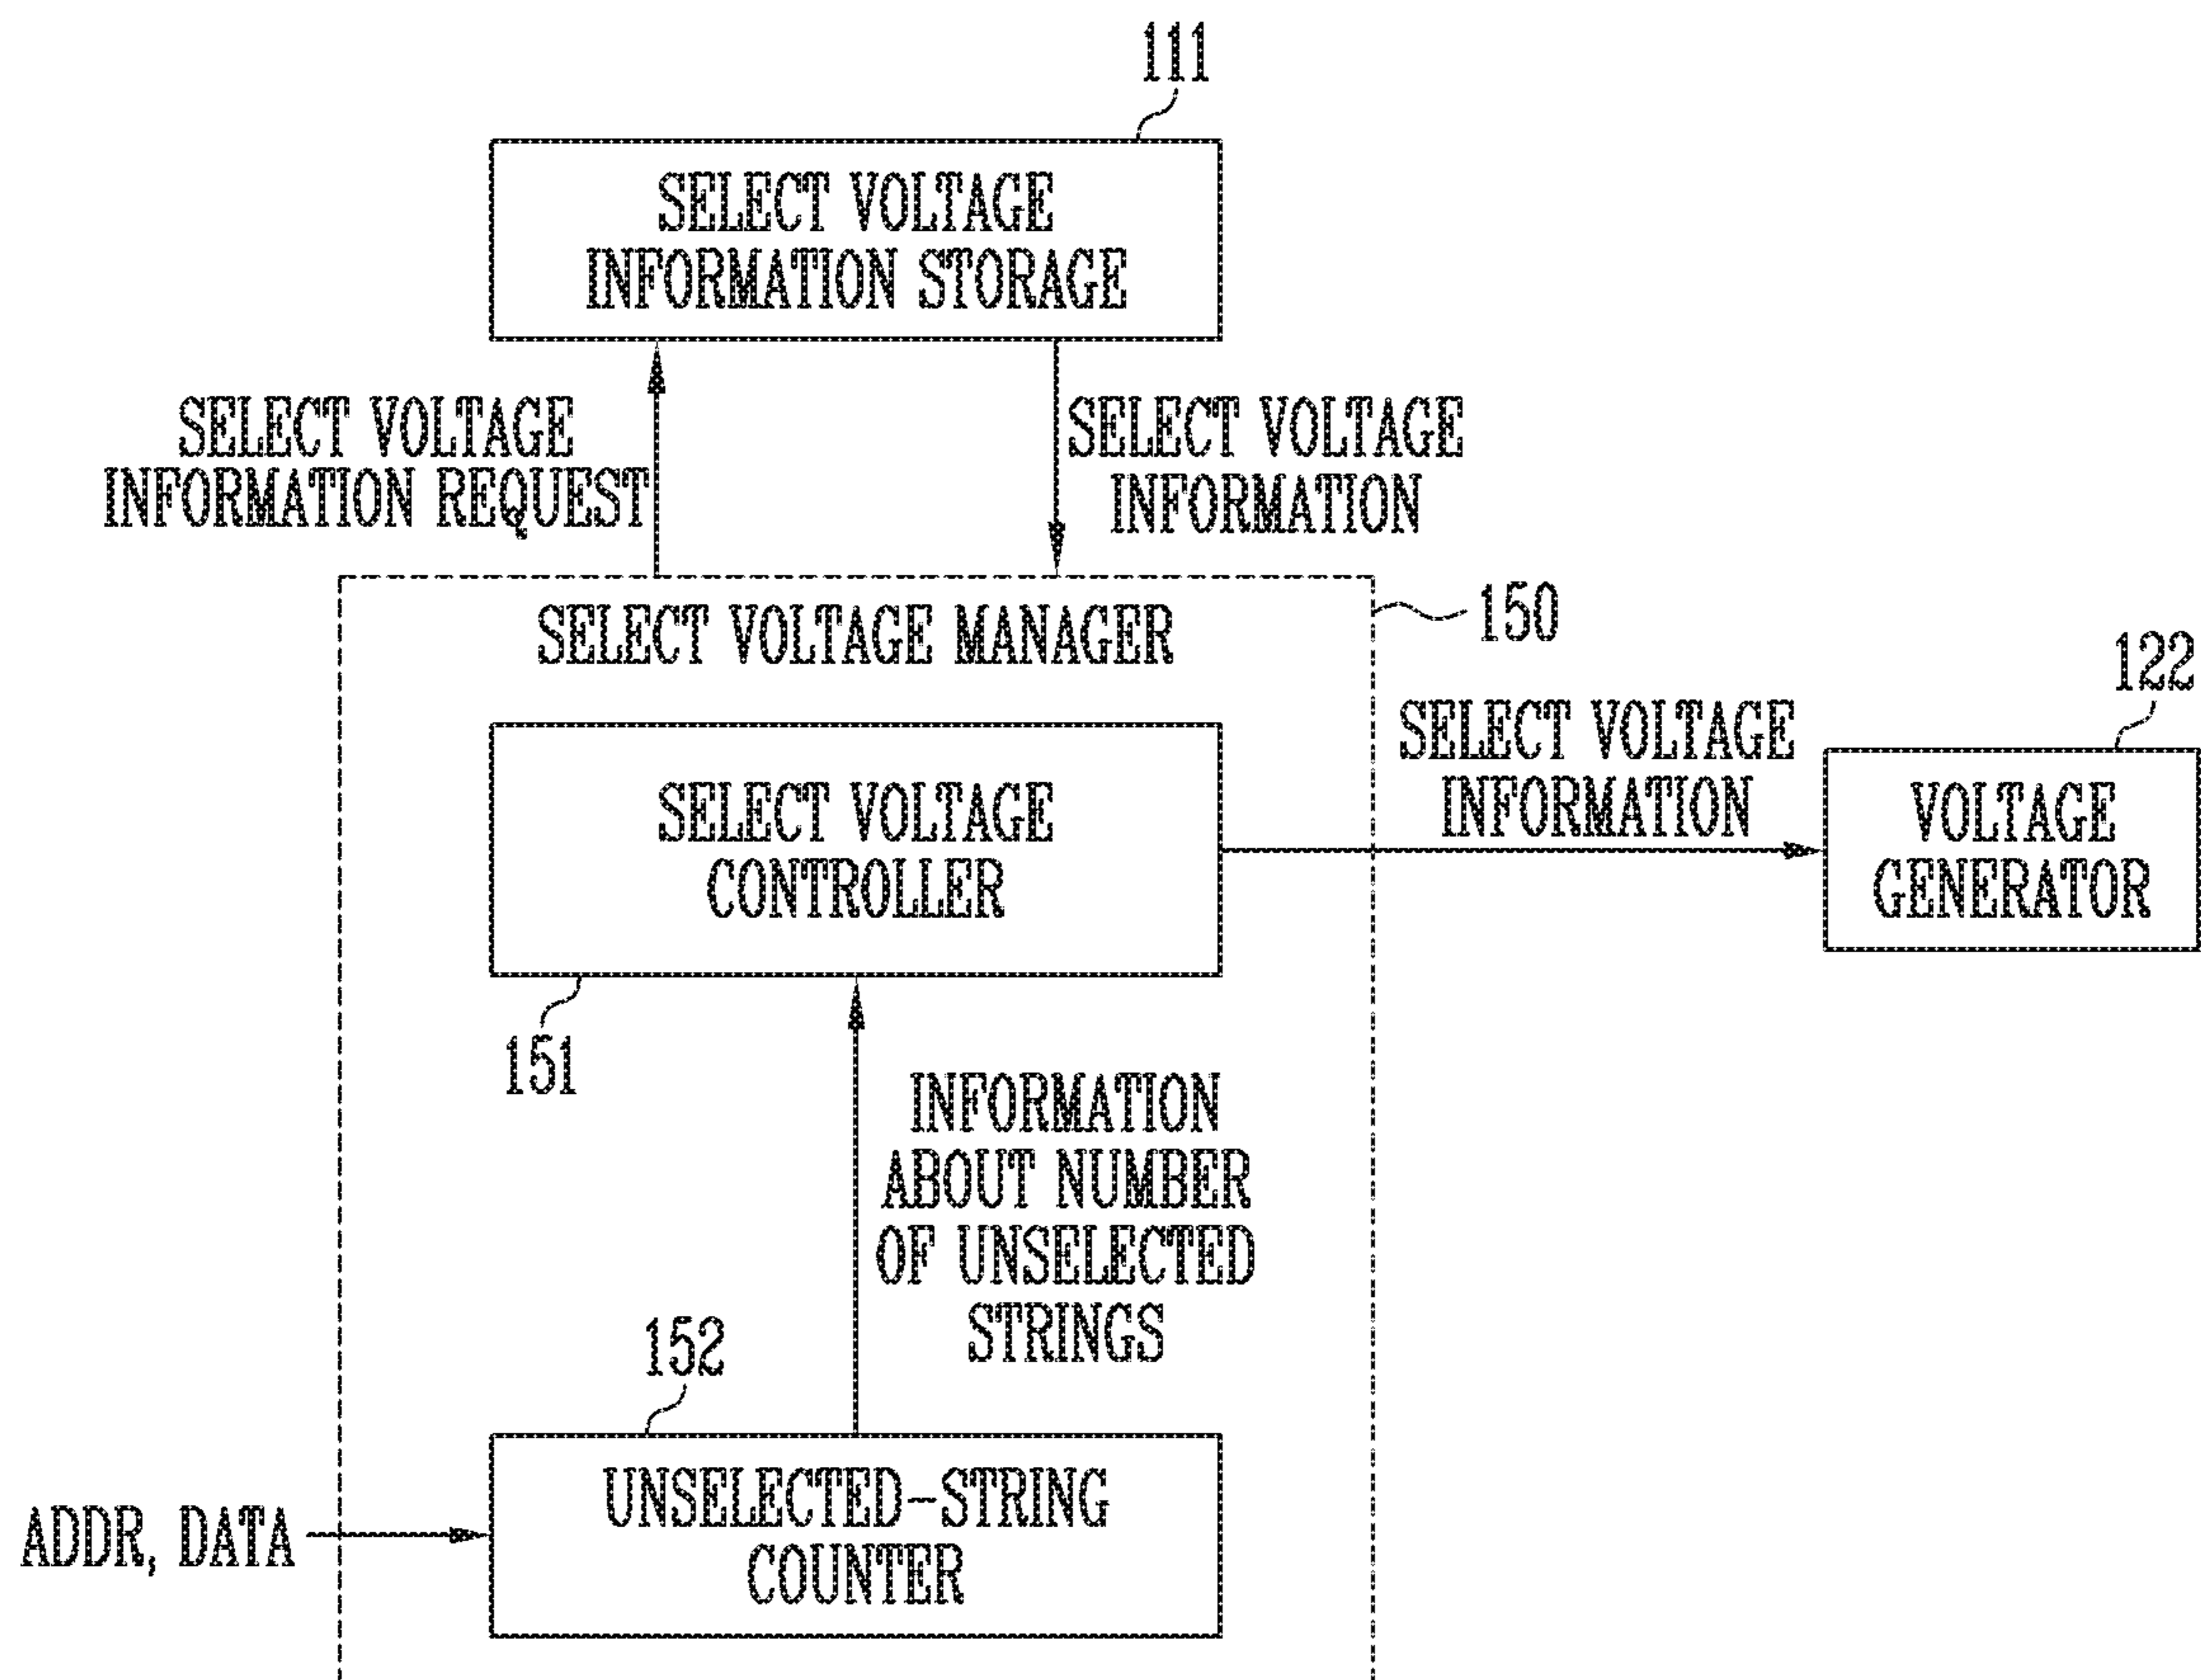 111
SELECT VOLTAGE
INFORMATION STORAGE
SELECT VOLTAGE
INFORMATION REQUEST
SELECT VOLTAGE
INFORMATION
SELECT VOLTAGE MANAGER
150
SELECT VOLTAGE
CONTROLLER
151
SELECT VOLTAGE
INFORMATION
122
VOLTAGE
GENERATOR
INFORMATION
ABOUT NUMBER
OF UNSELECTED
STRINGS
152
UNSELECTED-STRING
COUNTER
ADDR, DATA